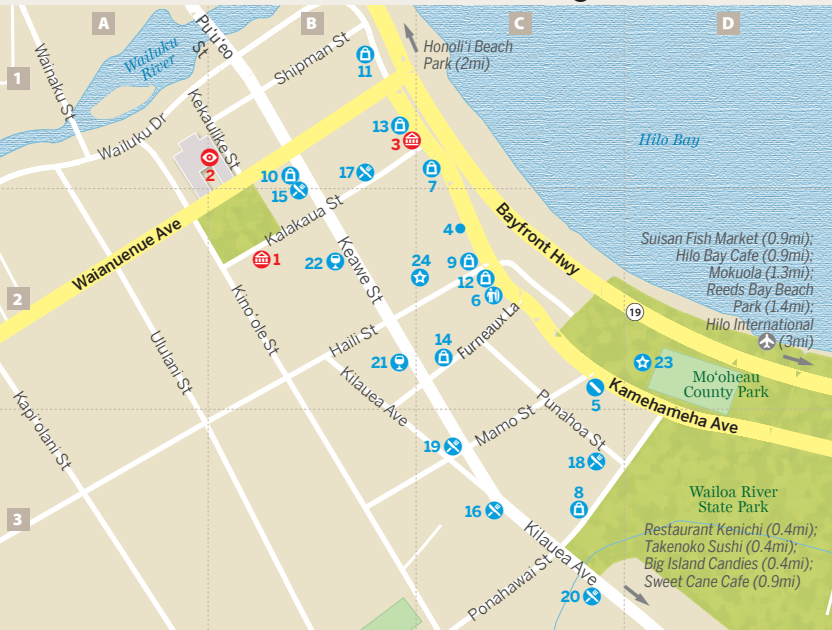 A
B
C
D
1
2
3
Wainaku St
Wailuku
River
Pu‘u‘eo
St
Shipman St
11
Honoli‘i Beach
Park (2mi)
Wailuku Dr
Kekaulike St
13
3
Hilo Bay
2
10
15
17
7
Waianuenue Ave
Kalakaua St
4
Bayfront Hwy
Suisan Fish Market (0.9mi);
Hilo Bay Cafe (0.9mi);
Mokuola (1.3mi);
Reeds Bay Beach
Park (1.4mi);
Hilo International
(3mi)
1
22
Keawe St
24
9
12
6
19
Kino‘ole St
Ululani St
Haili St
14
Furneaux La
21
Kilauea Ave
23
Mo‘oheau
County Park
5
Kamehameha Ave
Kapi‘olani St
Mamo St
Punahoa St
19
18
8
16
Wailoa River
State Park
Kilauea Ave
Restaurant Kenichi (0.4mi);
Takenoko Sushi (0.4mi);
Big Island Candies (0.4mi);
Sweet Cane Cafe (0.9mi)
Ponahawai St
20